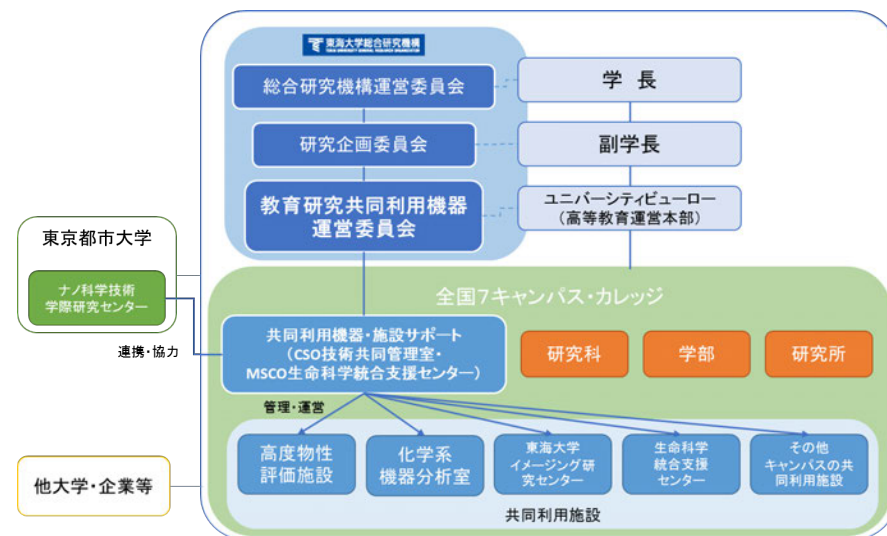 東海大学総合研究機構
総合研究機構運営委員会
学 長
研究企画委員会
副学長
教育研究共同利用機器
運営委員会
ユニバーシティビューロー
（高等教育運営本部）
東京都市大学
ナノ科学技術
学際研究センター
連携・協力
全国7キャンパス・カレッジ
共同利用機器・施設サポート
（CSO技術共同管理室・
MSCO生命科学統合支援センター）
研究科
学部
研究所
管理・運営
高度物性
評価施設
化学系
機器分析室
東海大学
イメージング研
究センター
生命科学
統合支援
センター
その他
キャンパスの共
同利用施設
共同利用施設
他大学・企業等